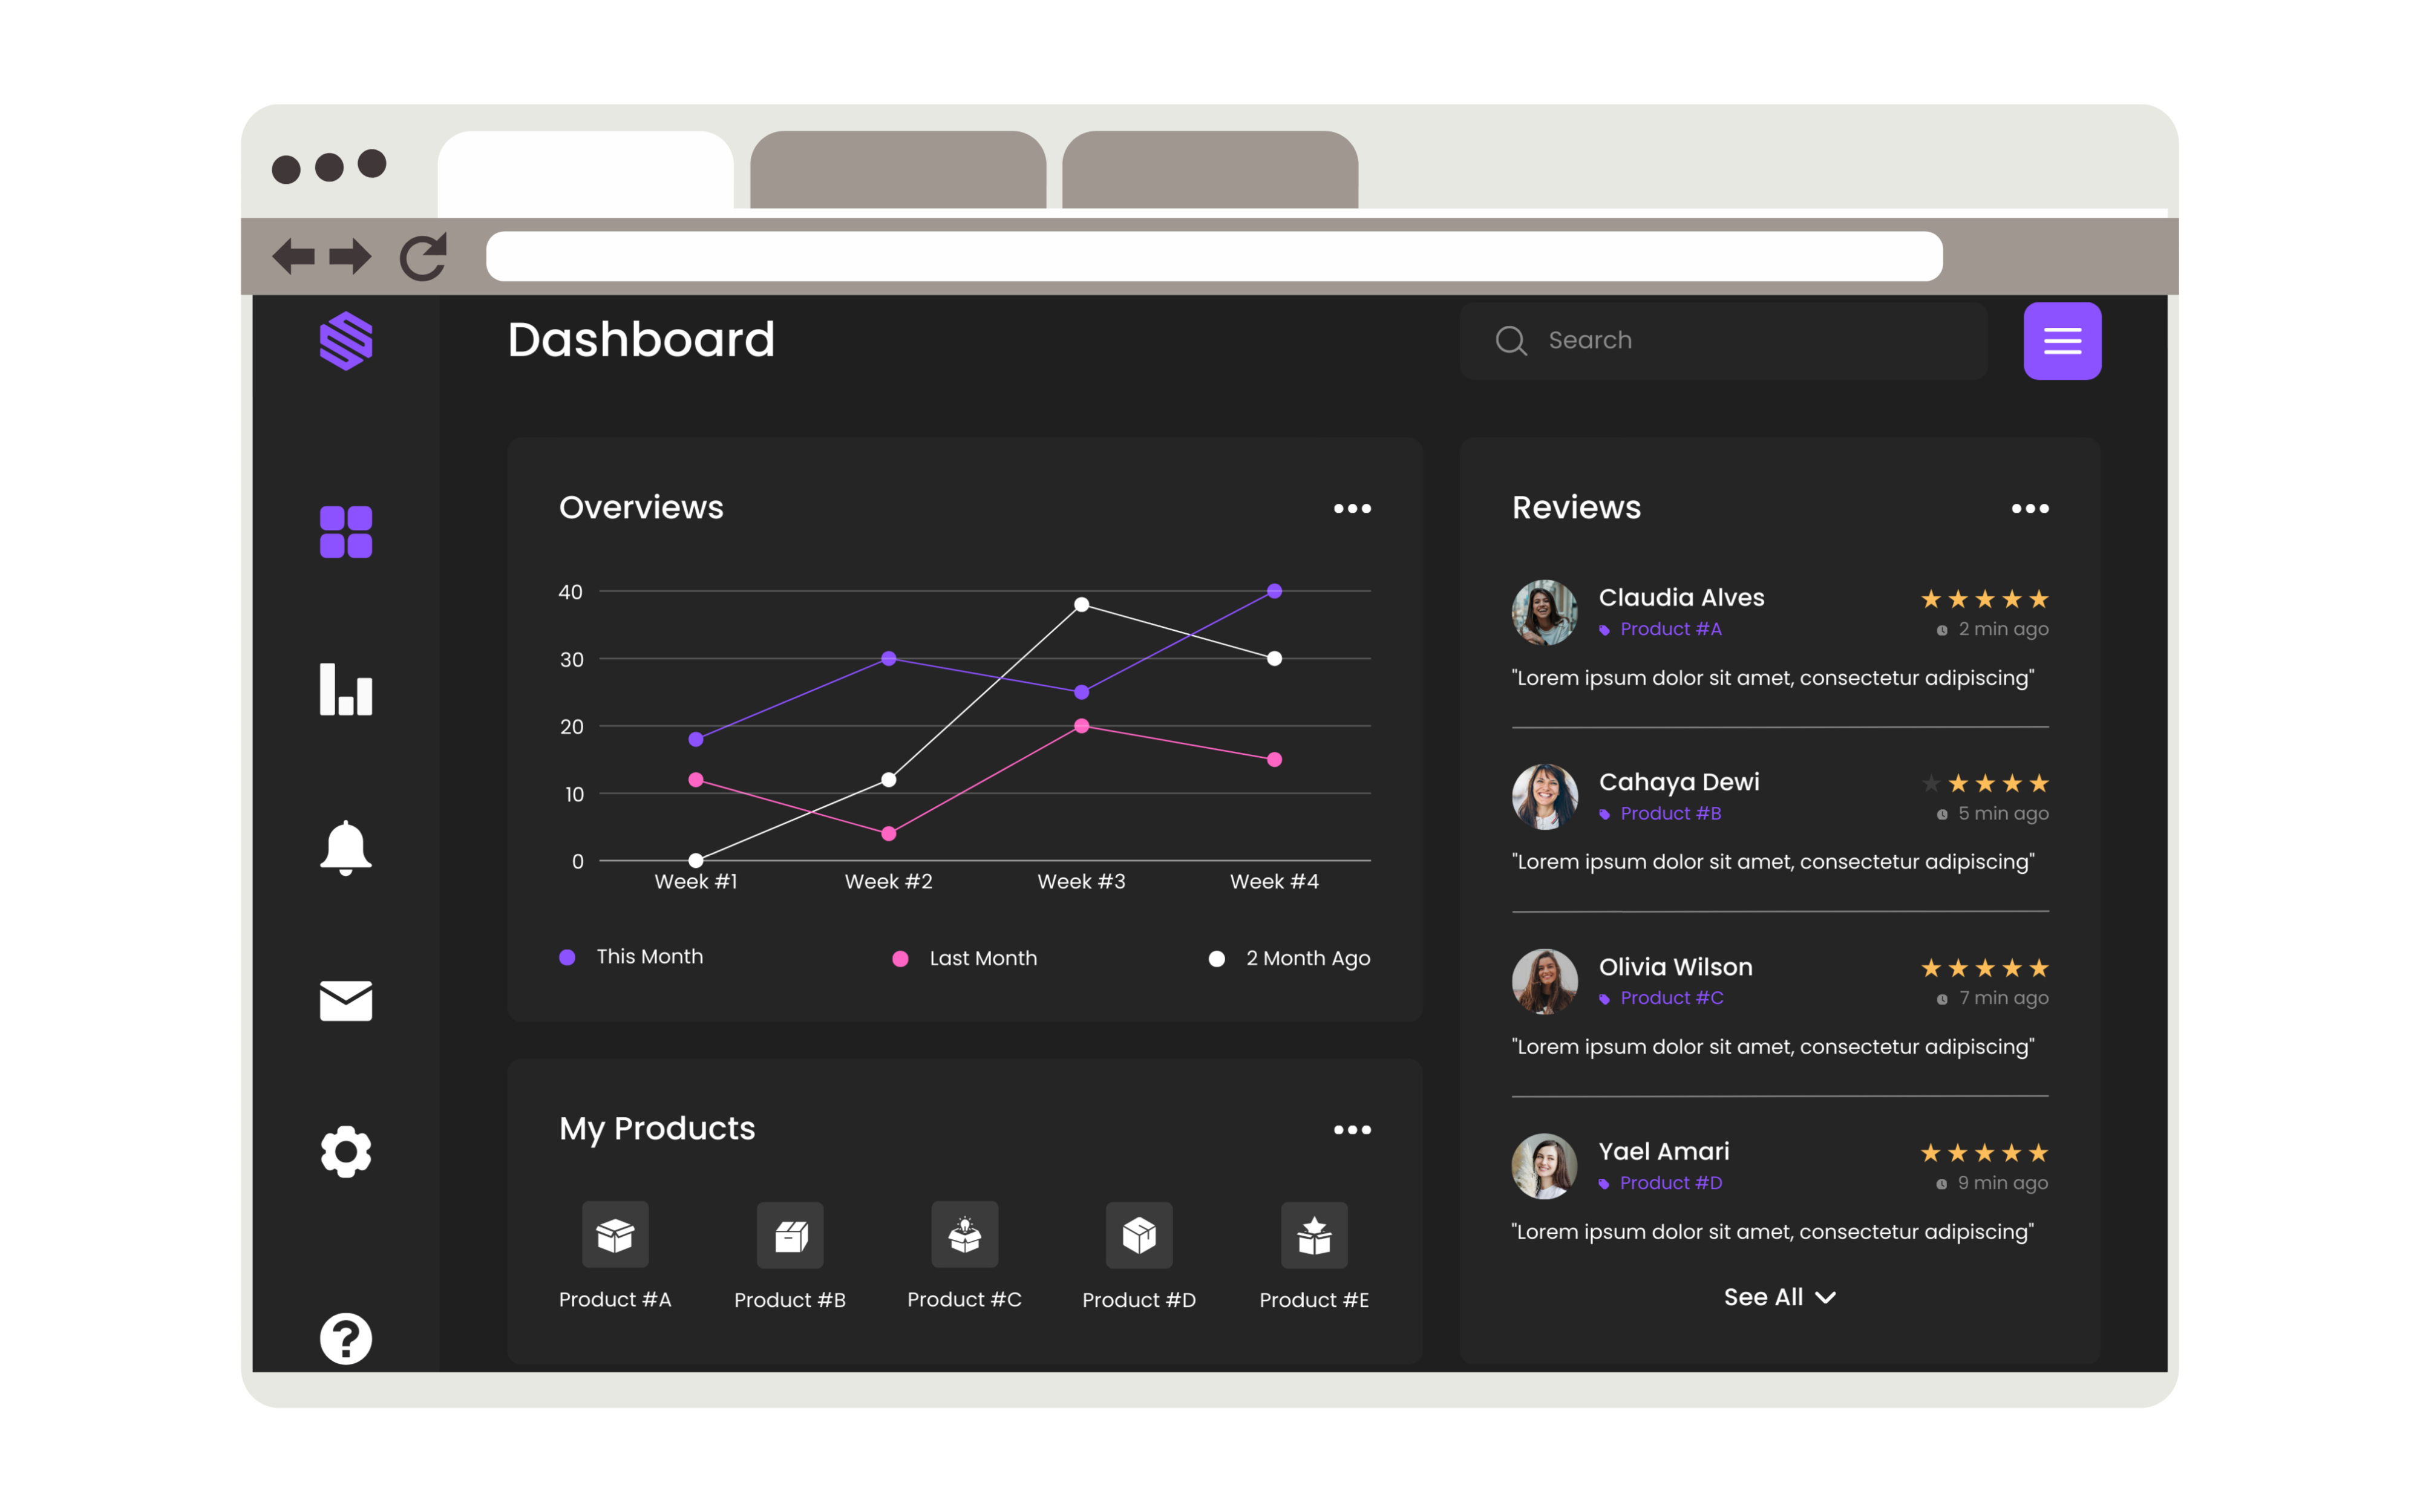 Dashboard
Search
Overviews
40
30
20
10
0
Week #1 Week #2 Week #3 Week #4
This Month Last Month 2 Month Ago
My Products
Product #A Product #B Product #C Product #D Product #E
Reviews
Claudia Alves
Product #A 2 min ago
"Lorem ipsum dolor sit amet, consectetur adipiscing"
Cahaya Dewi
Product #B 5 min ago
"Lorem ipsum dolor sit amet, consectetur adipiscing"
Olivia Wilson
Product #C 7 min ago
"Lorem ipsum dolor sit amet, consectetur adipiscing"
Yael Amari
Product #D 9 min ago
"Lorem ipsum dolor sit amet, consectetur adipiscing"
See All